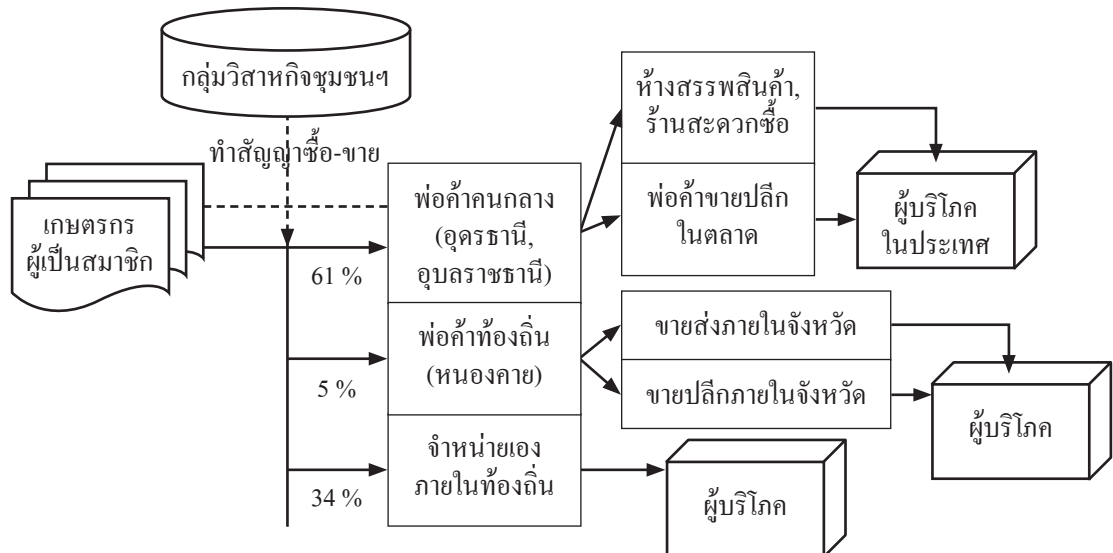 กลุ่มวิสาหกิจชุมชนฯ
ทำสัญญาซื้อ-ขาย
เกษตรกร
ผู้เป็นสมาชิก
61 %
5 %
34 %
พ่อค้าคนกลาง
(อุดรธานี,
อุบลราชธานี)
พ่อค้าท้องถิ่น
(หนองคาย)
จำหน่ายเอง
ภายในท้องถิ่น
ห้างสรรพสินค้า,
ร้านสะดวกซื้อ
พ่อค้าขายปลีก
ในตลาด
ผู้บริโภค
ในประเทศ
ขายส่งภายในจังหวัด
ขายปลีกภายในจังหวัด
ผู้บริโภค
ผู้บริโภค